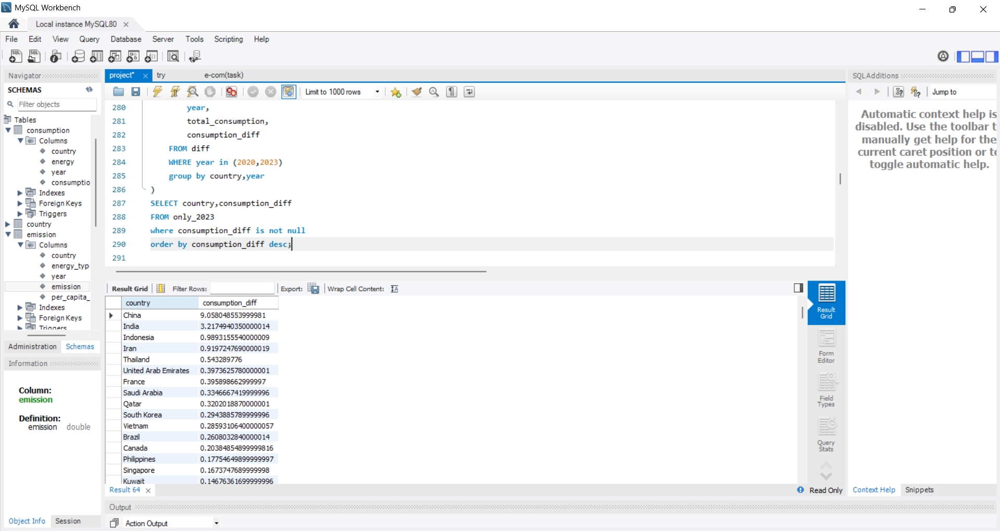 MySQL Workbench
Local instance MySQL80
File Edit View Query Database Server Tools Scripting Help
Navigator
SCHEMAS
Filter objects
Tables
consumption
Columns
country
energy
year
consumptio
Indexes
Foreign Keys
Triggers
country
emission
Columns
country
energy_typ
year
emission
per_capita_
Indexes
Foreign Keys
Triggers
Administration Schemas
Information
Column:
emission
Definition:
emission double
Object Info Session
project* try e-com(task)
Limit to 1000 rows
280 year,
281 total_consumption,
282 consumption_diff
283 FROM diff
284 WHERE year in (2020,2023)
285 group by country,year
286 )
287 SELECT country,consumption_diff
288 FROM only_2023
289 where consumption_diff is not null
290 order by consumption_diff desc;
291
Result Grid Filter Rows: Export: Wrap Cell Content:
country consumption_diff
China 9.058048553999981
India 3.2174940350000014
Indonesia 0.9893155540000009
Iran 0.9197247690000019
Thailand 0.543289776
United Arab Emirates 0.3973625780000001
France 0.395898662999997
Saudi Arabia 0.3346667419999996
Qatar 0.3202018870000001
South Korea 0.2943885789999996
Vietnam 0.28593106400000057
Brazil 0.2608032840000014
Canada 0.20384854899999816
Philippines 0.17754649899999997
Singapore 0.1673747689999998
Kuwait 0.14676361699999996
Result 64
Result
Grid
Form
Editor
Field
Types
Query
Stats
Read Only
Output
Action Output
SQLAdditions
Jump to
Automatic context help is
disabled. Use the toolbar t
manually get help for the
current caret position or to
toggle automatic help.
Context Help Snippets